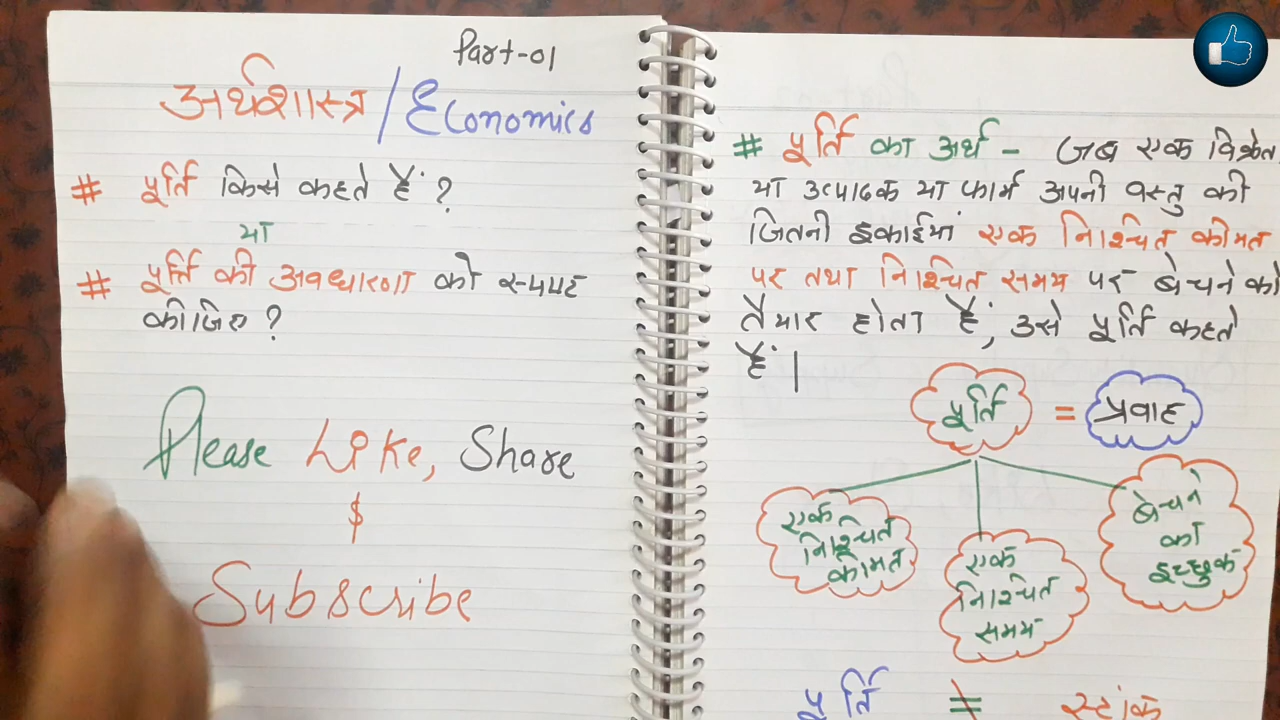 Part-01
अर्थशास्त्र / Economics
# पूर्ति किसे कहते हैं ?
या
# पूर्ति की अवधारणा को स्पष्ट
कीजिए ?
Please Like, Share
$
Subscribe
# पूर्ति का अर्थ - जब एक विक्रेता
या उत्पादक या फार्म अपनी वस्तु की
जितनी इकाईयां एक निश्चित कीमत
पर तथा निश्चित समय पर बेचने को
तैयार होता हैं, उसे पूर्ति कहते
हैं |
पूर्ति = प्रवाह
एक
निश्चित
कीमत
एक
निश्चित
समय
बेचने
का
इच्छुक
पूर्ति ≠ स्टांक